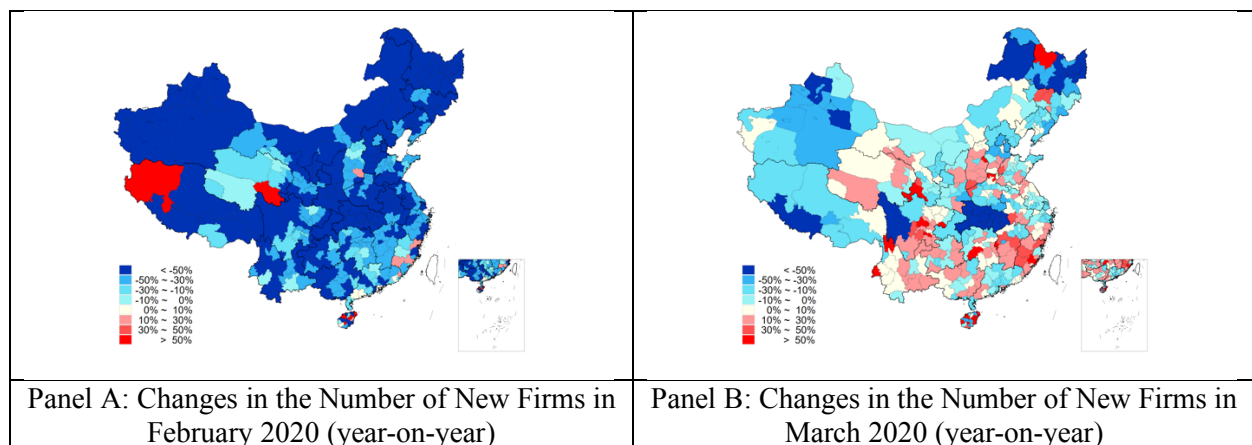 < -50%
-50% ~ -30%
-30% ~ -10%
-10% ~ 0%
0% ~ 10%
10% ~ 30%
30% ~ 50%
> 50%
Panel A: Changes in the Number of New Firms in
February 2020 (year-on-year)
< -50%
-50% ~ -30%
-30% ~ -10%
-10% ~ 0%
0% ~ 10%
10% ~ 30%
30% ~ 50%
> 50%
Panel B: Changes in the Number of New Firms in
March 2020 (year-on-year)